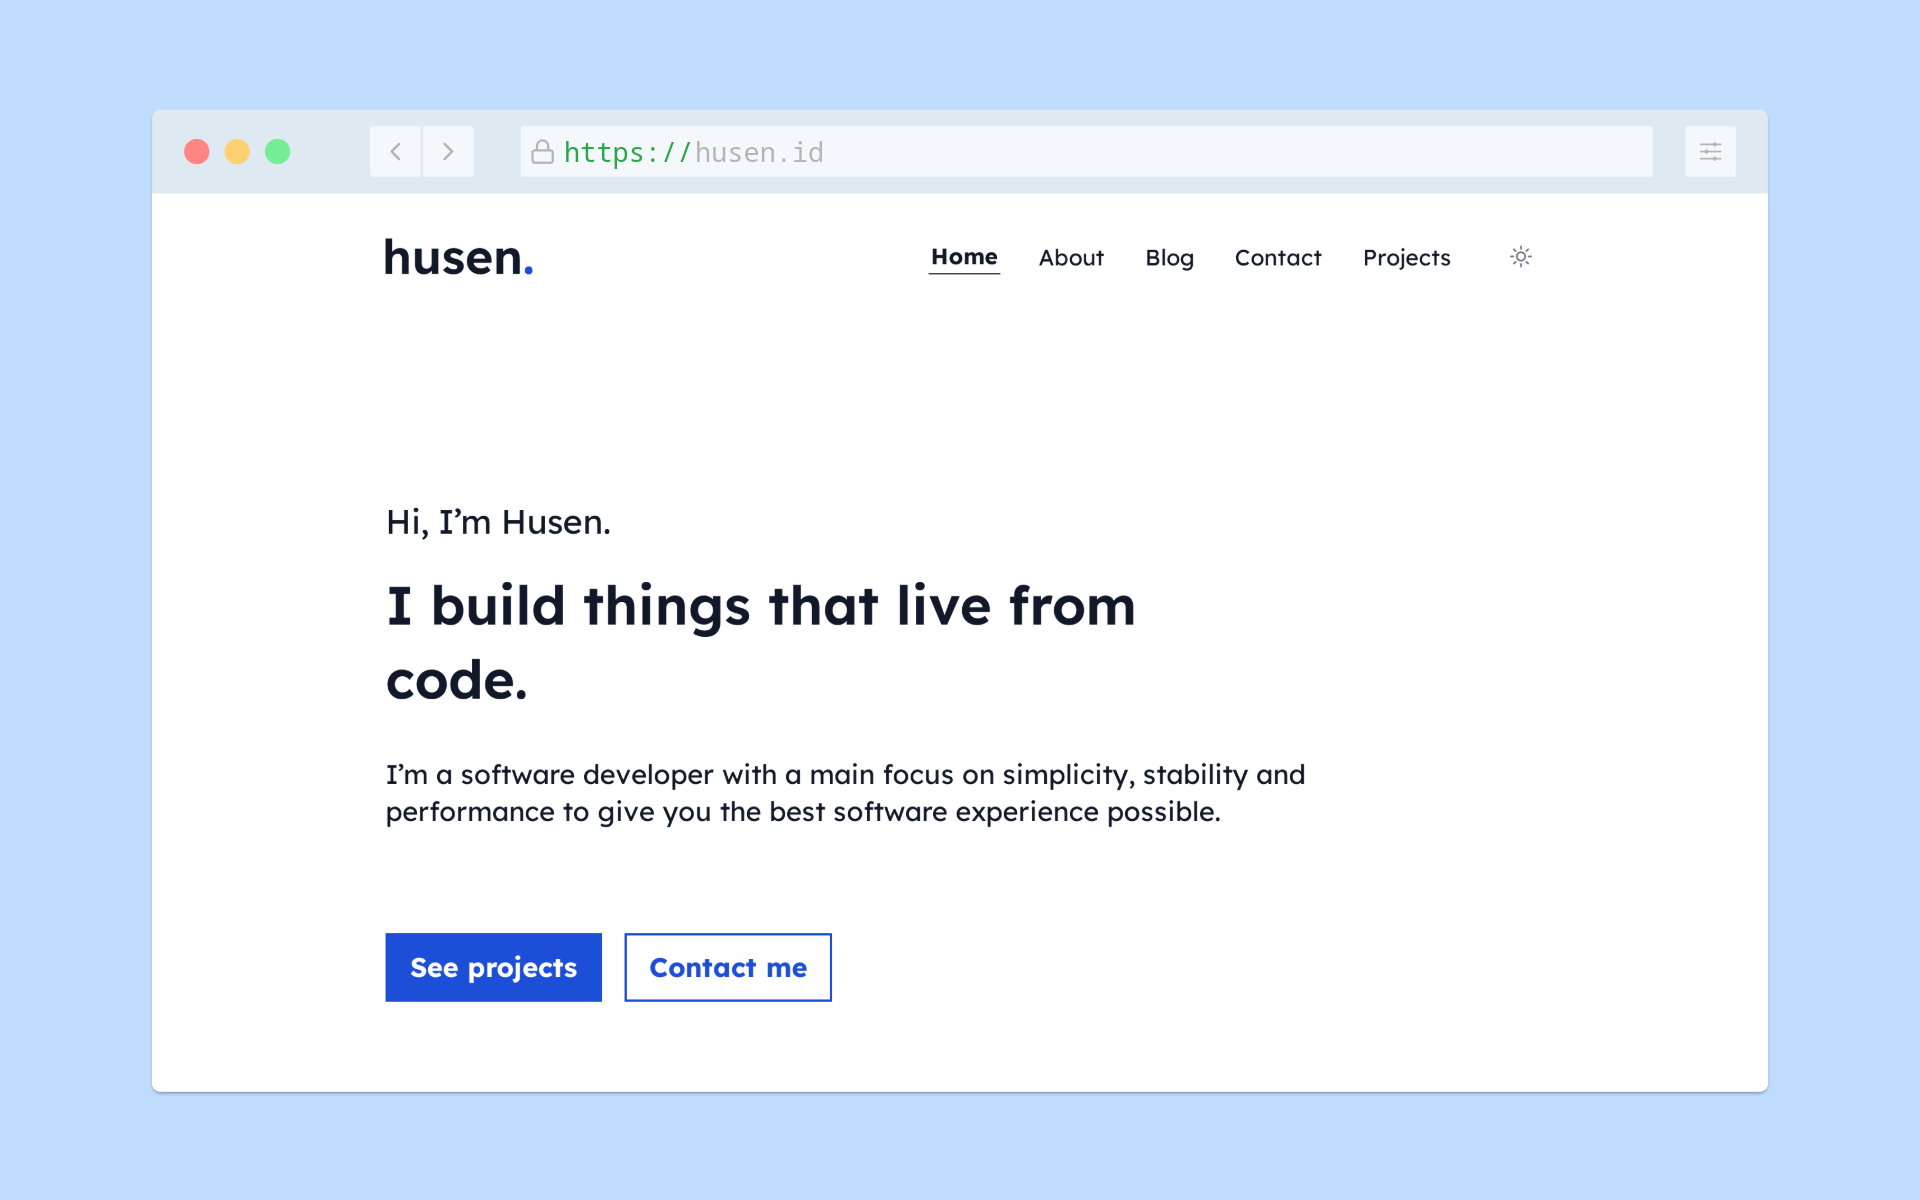 https://husen.id
husen.
Home About Blog Contact Projects
Hi, I’m Husen.
I build things that live from
code.
I’m a software developer with a main focus on simplicity, stability and
performance to give you the best software experience possible.
See projects Contact me